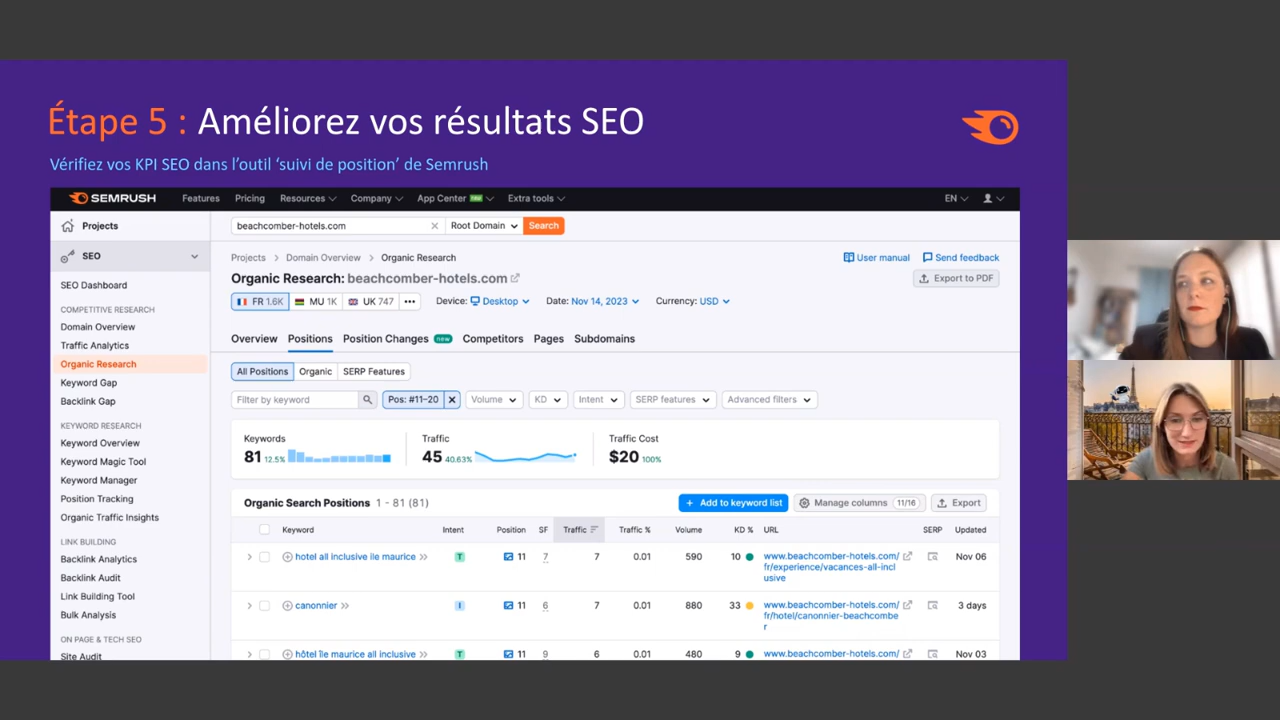 Étape 5 : Améliorez vos résultats SEO
Vérifiez vos KPI SEO dans l'outil 'suivi de position' de Semrush
SEMRUSH Features Pricing Resources Company App Center new Extra tools EN
Projects
beachcomber-hotels.com Root Domain Search
SEO
SEO Dashboard
COMPETITIVE RESEARCH
Domain Overview
Traffic Analytics
Organic Research
Keyword Gap
Backlink Gap
KEYWORD RESEARCH
Keyword Overview
Keyword Magic Tool
Keyword Manager
Position Tracking
Organic Traffic Insights
LINK BUILDING
Backlink Analytics
Backlink Audit
Link Building Tool
Bulk Analysis
ON PAGE & TECH SEO
Site Audit
Projects Domain Overview Organic Research User manual Send feedback
Organic Research: beachcomber-hotels.com Export to PDF
FR 1.6K MU 1K UK 747 ••• Device: Desktop Date: Nov 14, 2023 Currency: USD
Overview Positions Position Changes new Competitors Pages Subdomains
All Positions Organic SERP Features
Filter by keyword Pos: #11–20 Volume KD Intent SERP features Advanced filters
Keywords Traffic Traffic Cost
81 12.5% 45 40.63% $20 100%
Organic Search Positions 1 - 81 (81) + Add to keyword list Manage columns 11/16 Export
Keyword Intent Position SF Traffic Traffic % Volume KD % URL SERP Updated
hotel all inclusive ile maurice T 11 7 7 0.01 590 10 www.beachcomber-hotels.com/ Nov 06
fr/experience/vacances-all-incl
usive
canonnier I 11 6 7 0.01 880 33 www.beachcomber-hotels.com/ 3 days
fr/hotel/canonnier-beachcombe
r
hôtel île maurice all inclusive T 11 9 6 0.01 480 9 www.beachcomber-hotels.com/ Nov 03